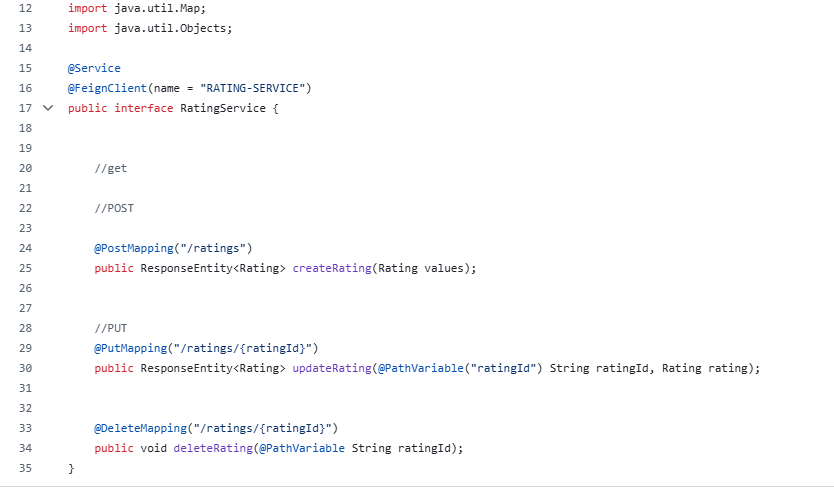 12 import java.util.Map;
13 import java.util.Objects;
14
15 @Service
16 @FeignClient(name = "RATING-SERVICE")
17 public interface RatingService {
18
19
20 //get
21
22 //POST
23
24 @PostMapping("/ratings")
25 public ResponseEntity<Rating> createRating(Rating values);
26
27
28 //PUT
29 @PutMapping("/ratings/{ratingId}")
30 public ResponseEntity<Rating> updateRating(@PathVariable("ratingId") String ratingId, Rating rating);
31
32
33 @DeleteMapping("/ratings/{ratingId}")
34 public void deleteRating(@PathVariable String ratingId);
35 }